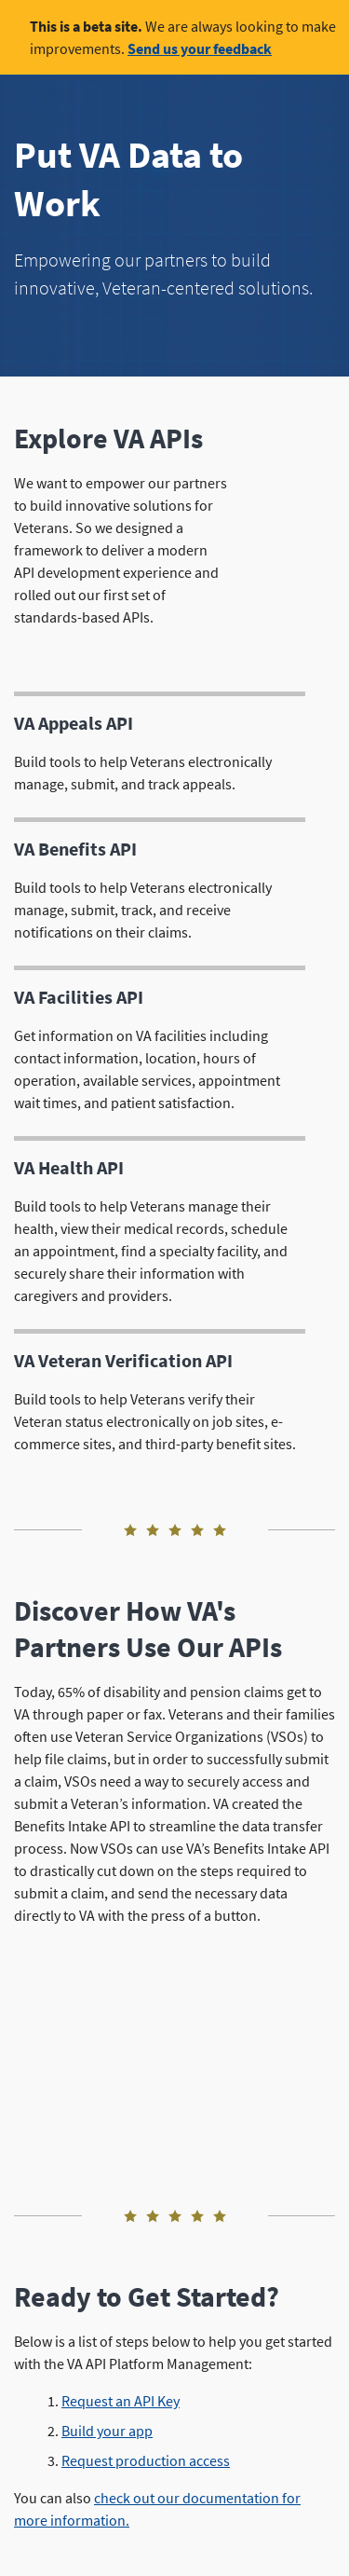 This is a beta site. We are always looking to make
improvements. Send us your feedback
Put VA Data to
Work
Empowering our partners to build
innovative, Veteran-centered solutions.
Explore VA APIs
We want to empower our partners
to build innovative solutions for
Veterans. So we designed a
framework to deliver a modern
API development experience and
rolled out our first set of
standards-based APIs.
VA Appeals API
Build tools to help Veterans electronically
manage, submit, and track appeals.
VA Benefits API
Build tools to help Veterans electronically
manage, submit, track, and receive
notifications on their claims.
VA Facilities API
Get information on VA facilities including
contact information, location, hours of
operation, available services, appointment
wait times, and patient satisfaction.
VA Health API
Build tools to help Veterans manage their
health, view their medical records, schedule
an appointment, find a specialty facility, and
securely share their information with
caregivers and providers.
VA Veteran Verification API
Build tools to help Veterans verify their
Veteran status electronically on job sites, e-
commerce sites, and third-party benefit sites.
Discover How VA's
Partners Use Our APIs
Today, 65% of disability and pension claims get to
VA through paper or fax. Veterans and their families
often use Veteran Service Organizations (VSOs) to
help file claims, but in order to successfully submit
a claim, VSOs need a way to securely access and
submit a Veteran’s information. VA created the
Benefits Intake API to streamline the data transfer
process. Now VSOs can use VA’s Benefits Intake API
to drastically cut down on the steps required to
submit a claim, and send the necessary data
directly to VA with the press of a button.
Ready to Get Started?
Below is a list of steps below to help you get started
with the VA API Platform Management:
1. Request an API Key
2. Build your app
3. Request production access
You can also check out our documentation for
more information.